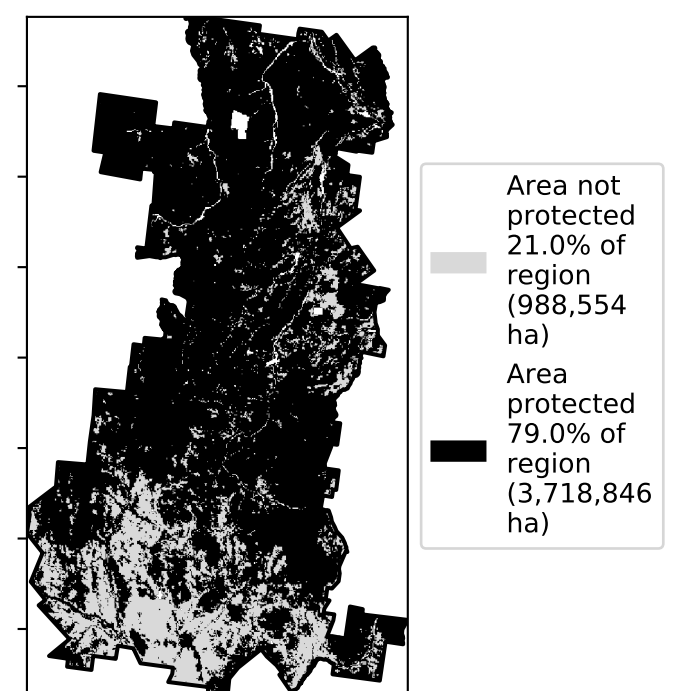 Area not
protected
21.0% of
region
(988,554
ha)
Area
protected
79.0% of
region
(3,718,846
ha)